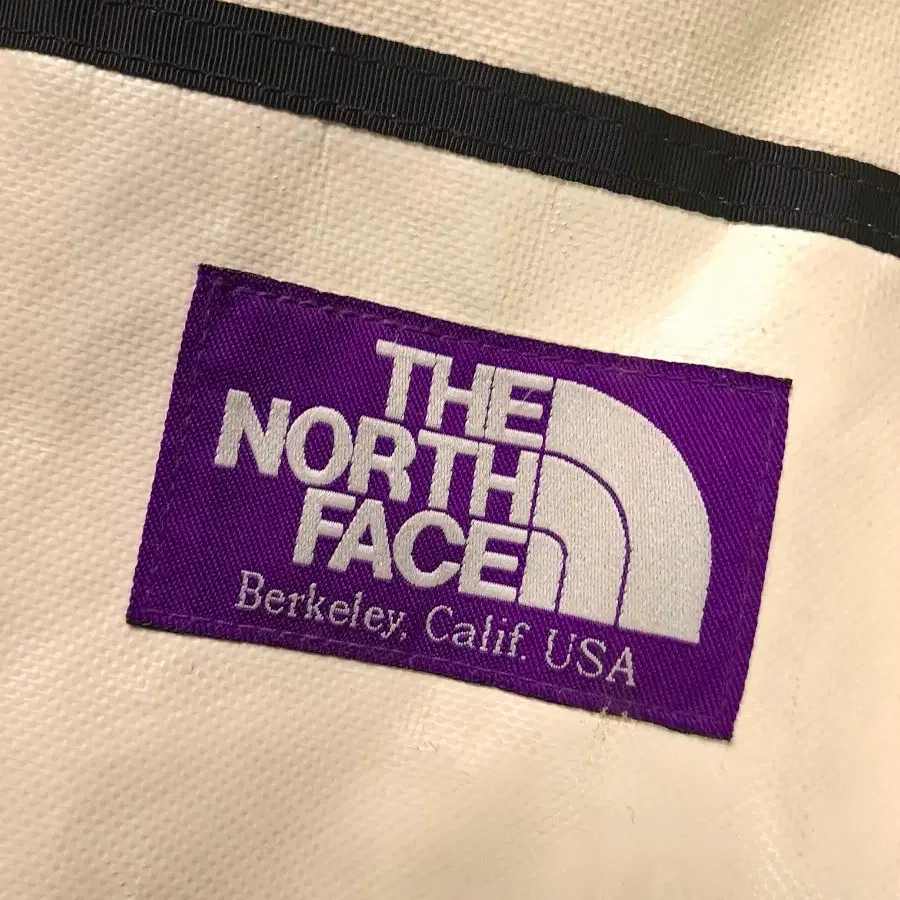 THE
NORTH
FACE
Berkeley, Calif. USA